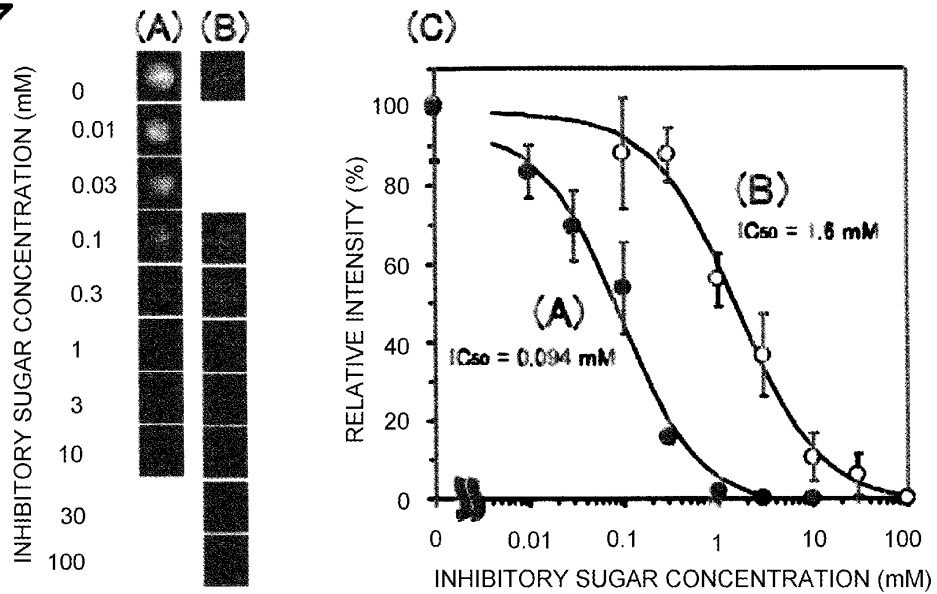 7
(A) (B)
INHIBITORY SUGAR CONCENTRATION (mM)
0
0.01
0.03
0.1
0.3
1
3
10
30
100
(C)
RELATIVE INTENSITY (%)
100
80
60
40
20
0
(B)
IC50 = 1.6 mM
(A)
IC50 = 0.094 mM
0 0.01 0.1 1 10 100
INHIBITORY SUGAR CONCENTRATION (mM)